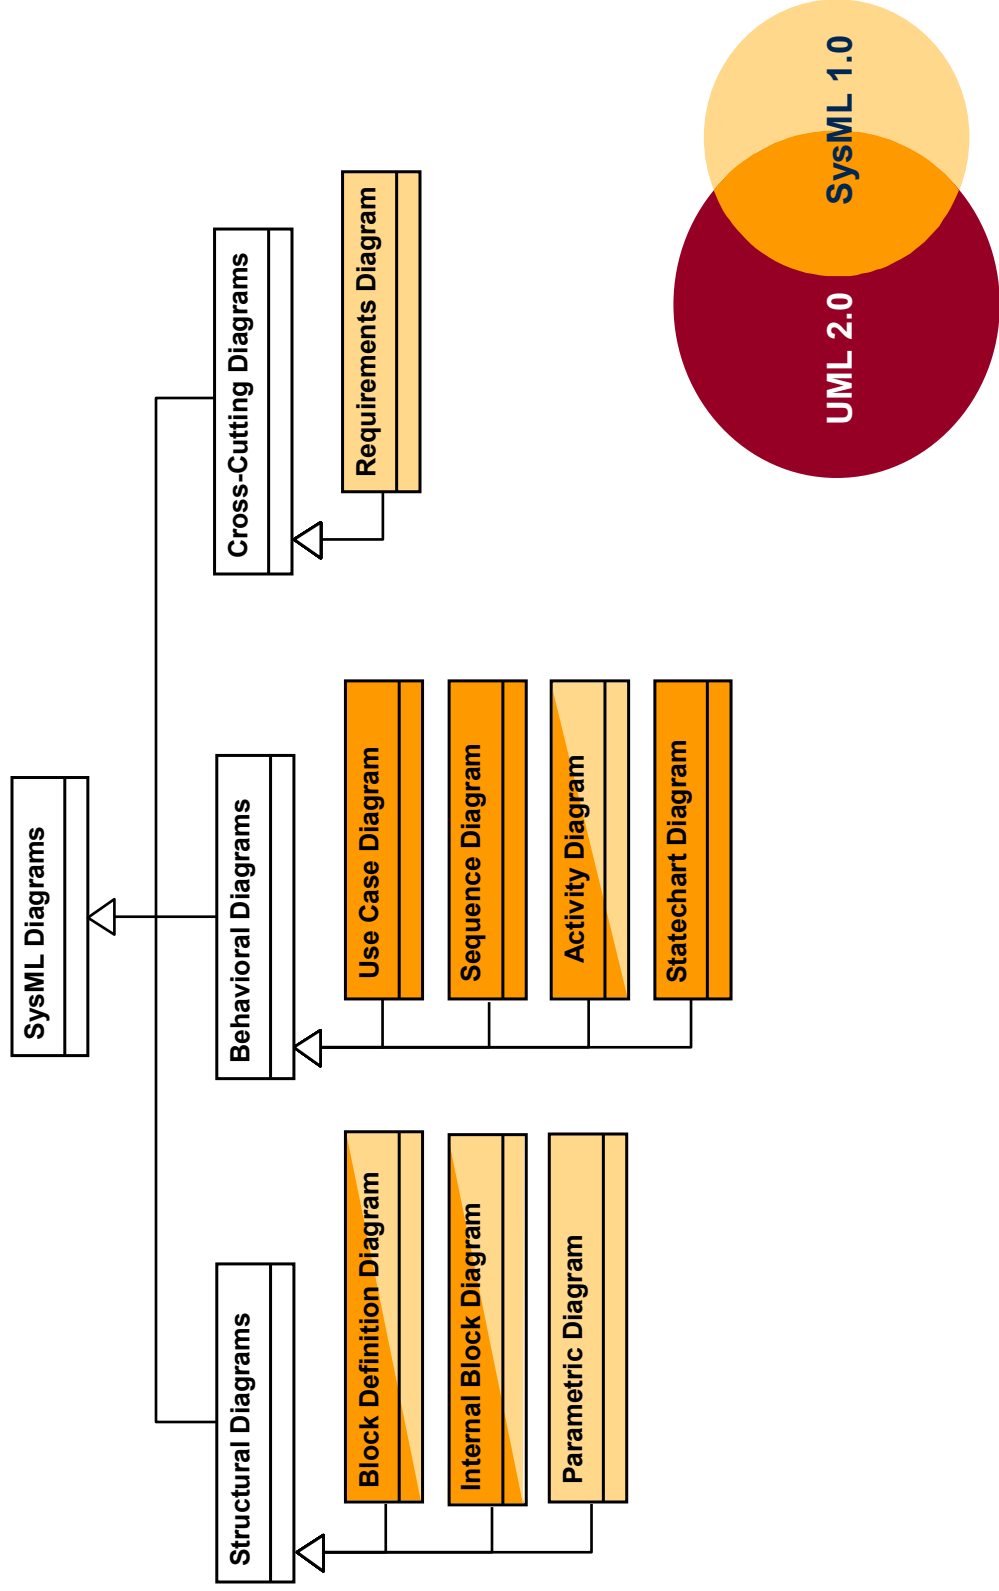 SysML Diagrams
Structural Diagrams
Behavioral Diagrams
Cross-Cutting Diagrams
Block Definition Diagram
Internal Block Diagram
Parametric Diagram
Use Case Diagram
Sequence Diagram
Activity Diagram
Statechart Diagram
Requirements Diagram
UML 2.0
SysML 1.0